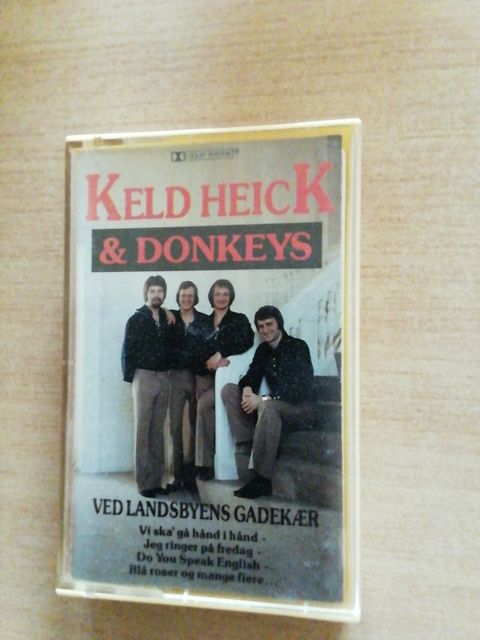 KELD HEICK
& DONKEYS
VED LANDSBYENS GADEKÆR
Vi ska' gå hånd i hånd -
Jeg ringer på fredag -
Do You Speak English -
Blå roser og mange flere...